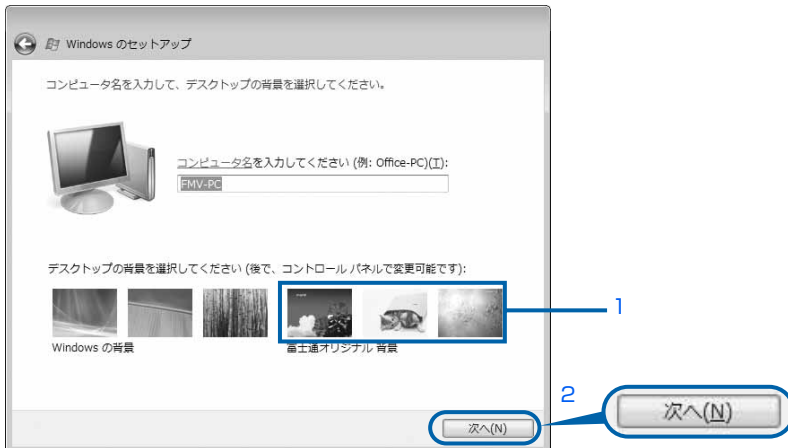 Windows のセットアップ
コンピュータ名を入力して、デスクトップの背景を選択してください。
コンピュータ名を入力してください (例: Office-PC)(T):
FMV-PC
デスクトップの背景を選択してください (後で、コントロール パネルで変更可能です):
Windows の背景
富士通オリジナル 背景
1
次へ(N)
2
次へ(N)